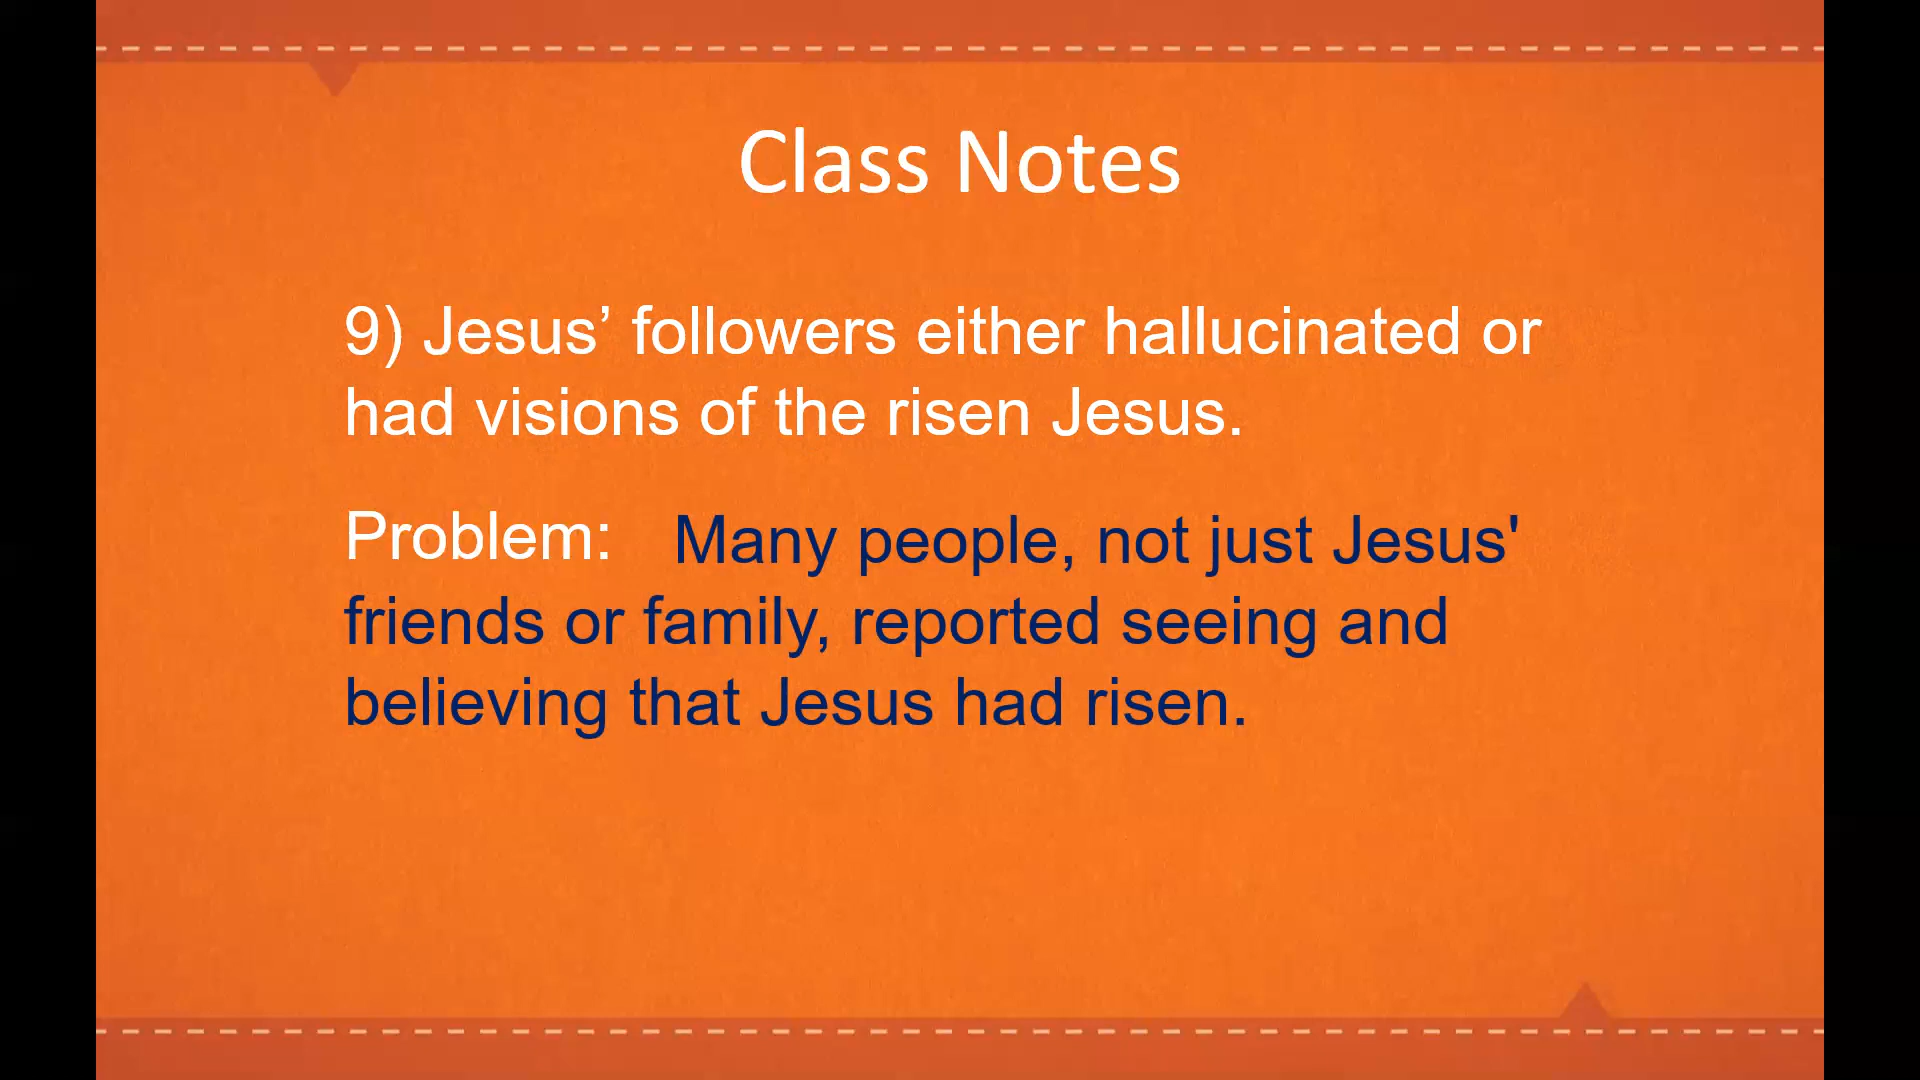 Class Notes
9) Jesus’ followers either hallucinated or
had visions of the risen Jesus.
Problem: Many people, not just Jesus'
friends or family, reported seeing and
believing that Jesus had risen.